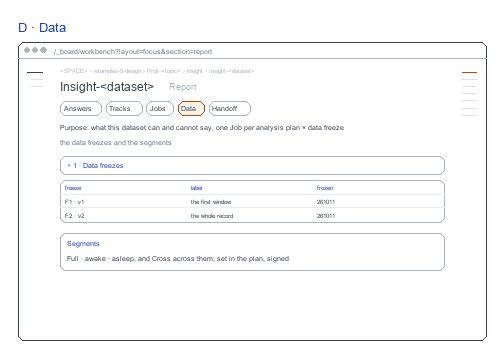 D · Data
/_board/workbench?layout=focus&section=report
<SPACE> › examples-5-design › Proj-<topic> › insight › Insight-<dataset>
Insight-<dataset> Report
Answers Tracks Jobs Data Handoff
Purpose: what this dataset can and cannot say, one Job per analysis plan × data freeze
the data freezes and the segments
• 1 · Data freezes
freeze label frozen
F1 · v1 the first window 261011
F2 · v2 the whole record 261011
Segments
Full · awake · asleep, and Cross across them; set in the plan, signed